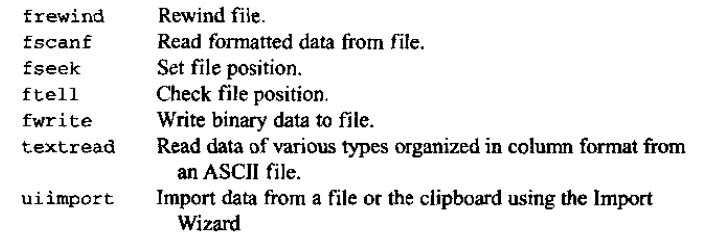 frewind Rewind file.
fscanf Read formatted data from file.
fseek Set file position.
ftell Check file position.
fwrite Write binary data to file.
textread Read data of various types organized in column format from
an ASCII file.
uiimport Import data from a file or the clipboard using the Import
Wizard